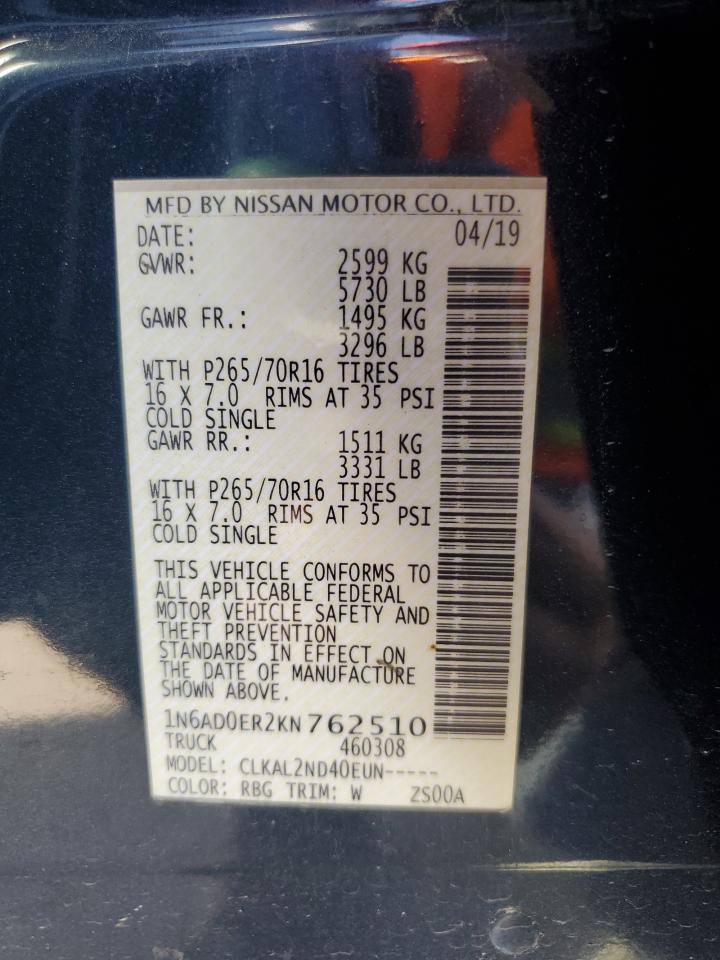 MFD BY NISSAN MOTOR CO., LTD.
DATE: 04/19
GVWR: 2599 KG
5730 LB
GAWR FR.: 1495 KG
3296 LB
WITH P265/70R16 TIRES
16 X 7.0 RIMS AT 35 PSI
COLD SINGLE
GAWR RR.: 1511 KG
3331 LB
WITH P265/70R16 TIRES
16 X 7.0 RIMS AT 35 PSI
COLD SINGLE
THIS VEHICLE CONFORMS TO
ALL APPLICABLE FEDERAL
MOTOR VEHICLE SAFETY AND
THEFT PREVENTION
STANDARDS IN EFFECT ON
THE DATE OF MANUFACTURE
SHOWN ABOVE.
1N6AD0ER2KN762510
TRUCK 460308
MODEL: CLKAL2ND40EUN-----
COLOR: RBG TRIM: W ZS00A